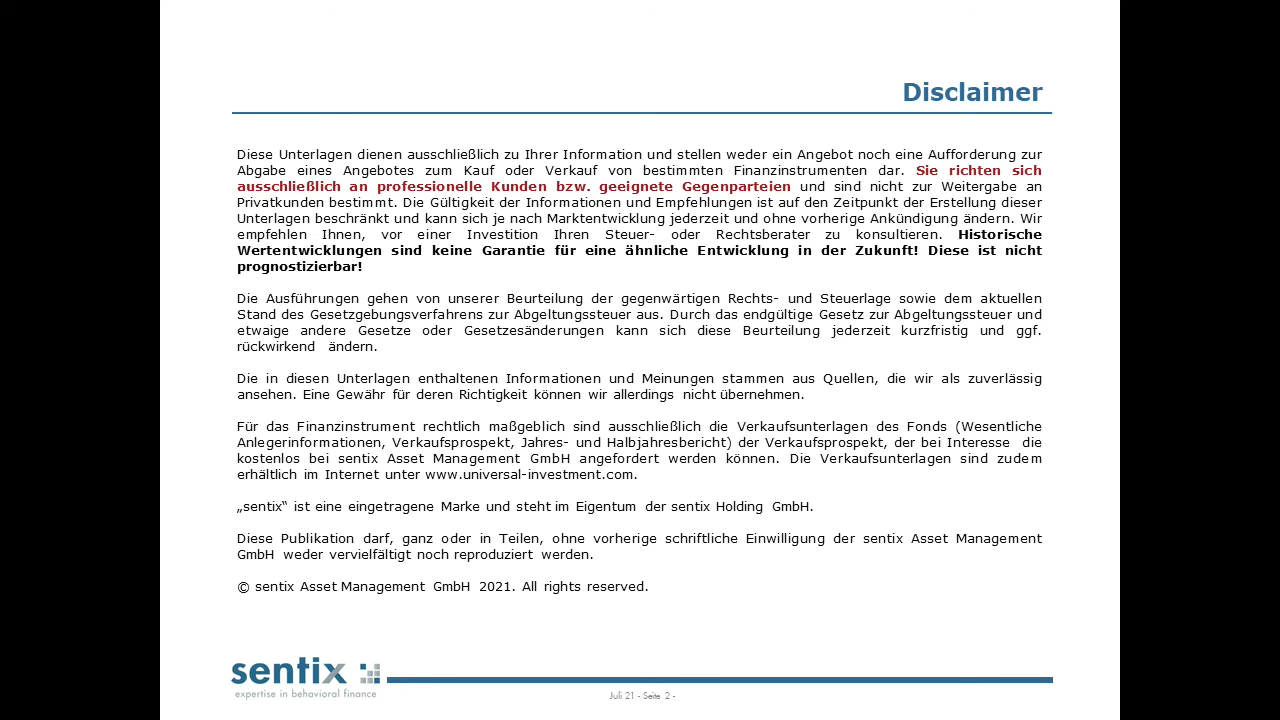 Disclaimer
Diese Unterlagen dienen ausschließlich zu Ihrer Information und stellen weder ein Angebot noch eine Aufforderung zur
Abgabe eines Angebotes zum Kauf oder Verkauf von bestimmten Finanzinstrumenten dar. Sie richten sich
ausschließlich an professionelle Kunden bzw. geeignete Gegenparteien und sind nicht zur Weitergabe an
Privatkunden bestimmt. Die Gültigkeit der Informationen und Empfehlungen ist auf den Zeitpunkt der Erstellung dieser
Unterlagen beschränkt und kann sich je nach Marktentwicklung jederzeit und ohne vorherige Ankündigung ändern. Wir
empfehlen Ihnen, vor einer Investition Ihren Steuer- oder Rechtsberater zu konsultieren. Historische
Wertentwicklungen sind keine Garantie für eine ähnliche Entwicklung in der Zukunft! Diese ist nicht
prognostizierbar!
Die Ausführungen gehen von unserer Beurteilung der gegenwärtigen Rechts- und Steuerlage sowie dem aktuellen
Stand des Gesetzgebungsverfahrens zur Abgeltungssteuer aus. Durch das endgültige Gesetz zur Abgeltungssteuer und
etwaige andere Gesetze oder Gesetzesänderungen kann sich diese Beurteilung jederzeit kurzfristig und ggf.
rückwirkend ändern.
Die in diesen Unterlagen enthaltenen Informationen und Meinungen stammen aus Quellen, die wir als zuverlässig
ansehen. Eine Gewähr für deren Richtigkeit können wir allerdings nicht übernehmen.
Für das Finanzinstrument rechtlich maßgeblich sind ausschließlich die Verkaufsunterlagen des Fonds (Wesentliche
Anlegerinformationen, Verkaufsprospekt, Jahres- und Halbjahresbericht) der Verkaufsprospekt, der bei Interesse die
kostenlos bei sentix Asset Management GmbH angefordert werden können. Die Verkaufsunterlagen sind zudem
erhältlich im Internet unter www.universal-investment.com.
„sentix“ ist eine eingetragene Marke und steht im Eigentum der sentix Holding GmbH.
Diese Publikation darf, ganz oder in Teilen, ohne vorherige schriftliche Einwilligung der sentix Asset Management
GmbH weder vervielfältigt noch reproduziert werden.
© sentix Asset Management GmbH 2021. All rights reserved.
sentix
expertise in behavioral finance
Juli 21 - Seite 2 -